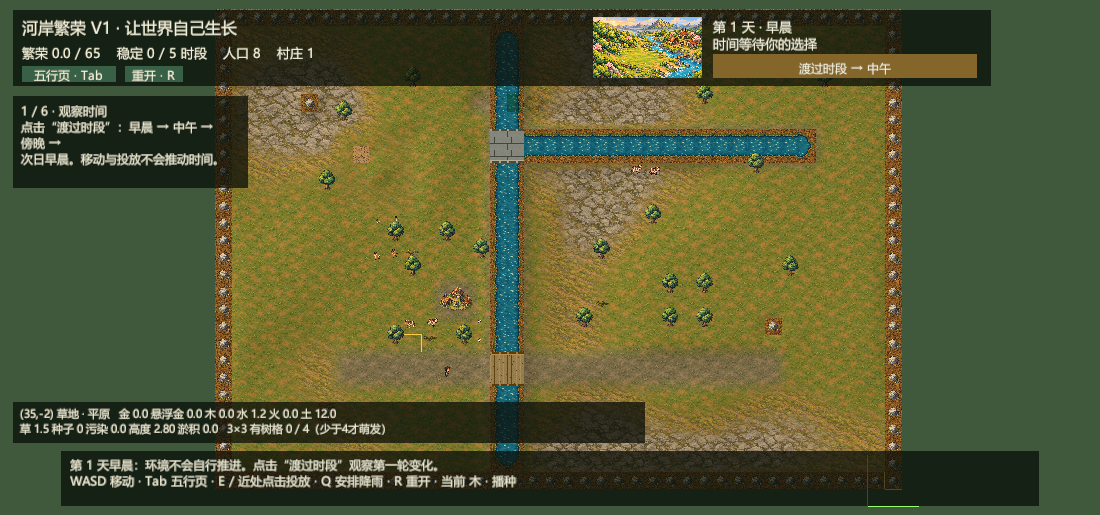 河岸繁荣 V1 · 让世界自己生长
繁荣 0.0 / 65 稳定 0 / 5 时段 人口 8 村庄 1
五行页 · Tab 重开 · R
第 1 天 · 早晨
时间等待你的选择
渡过时段 → 中午
1 / 6 · 观察时间
点击“渡过时段”：早晨 → 中午 →
傍晚 →
次日早晨。移动与投放不会推动时间。
(35,-2) 草地 · 平原 金 0.0 悬浮金 0.0 木 0.0 水 1.2 火 0.0 土 12.0
草 1.5 种子 0 污染 0.0 高度 2.80 淤积 0.0 3×3 有树格 0 / 4（少于4才萌发）
第 1 天早晨：环境不会自行推进。点击“渡过时段”观察第一轮变化。
WASD 移动 · Tab 五行页 · E / 近处点击投放 · Q 安排降雨 · R 重开 · 当前 木 · 播种